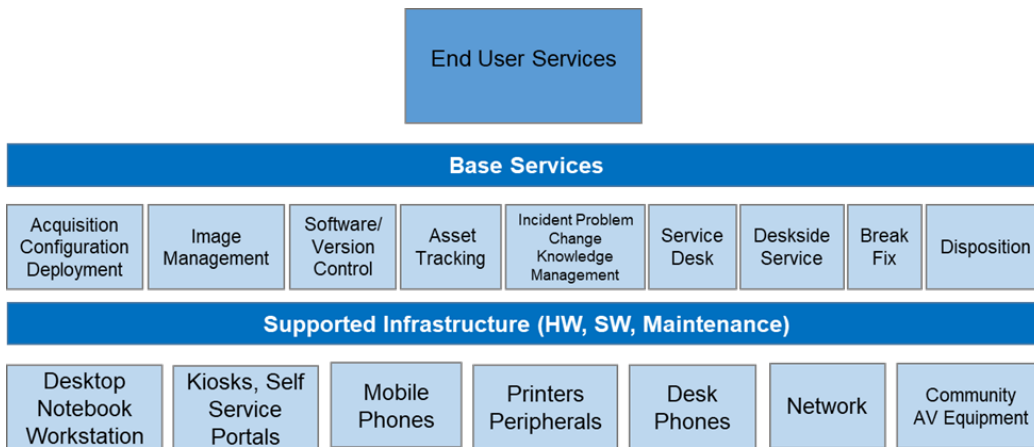 End User Services
Base Services
Acquisition
Configuration
Deployment
Image
Management
Software/
Version
Control
Asset
Tracking
Incident Problem
Change
Knowledge
Management
Service
Desk
Deskside
Service
Break
Fix
Disposition
Supported Infrastructure (HW, SW, Maintenance)
Desktop
Notebook
Workstation
Kiosks, Self
Service
Portals
Mobile
Phones
Printers
Peripherals
Desk
Phones
Network
Community
AV Equipment